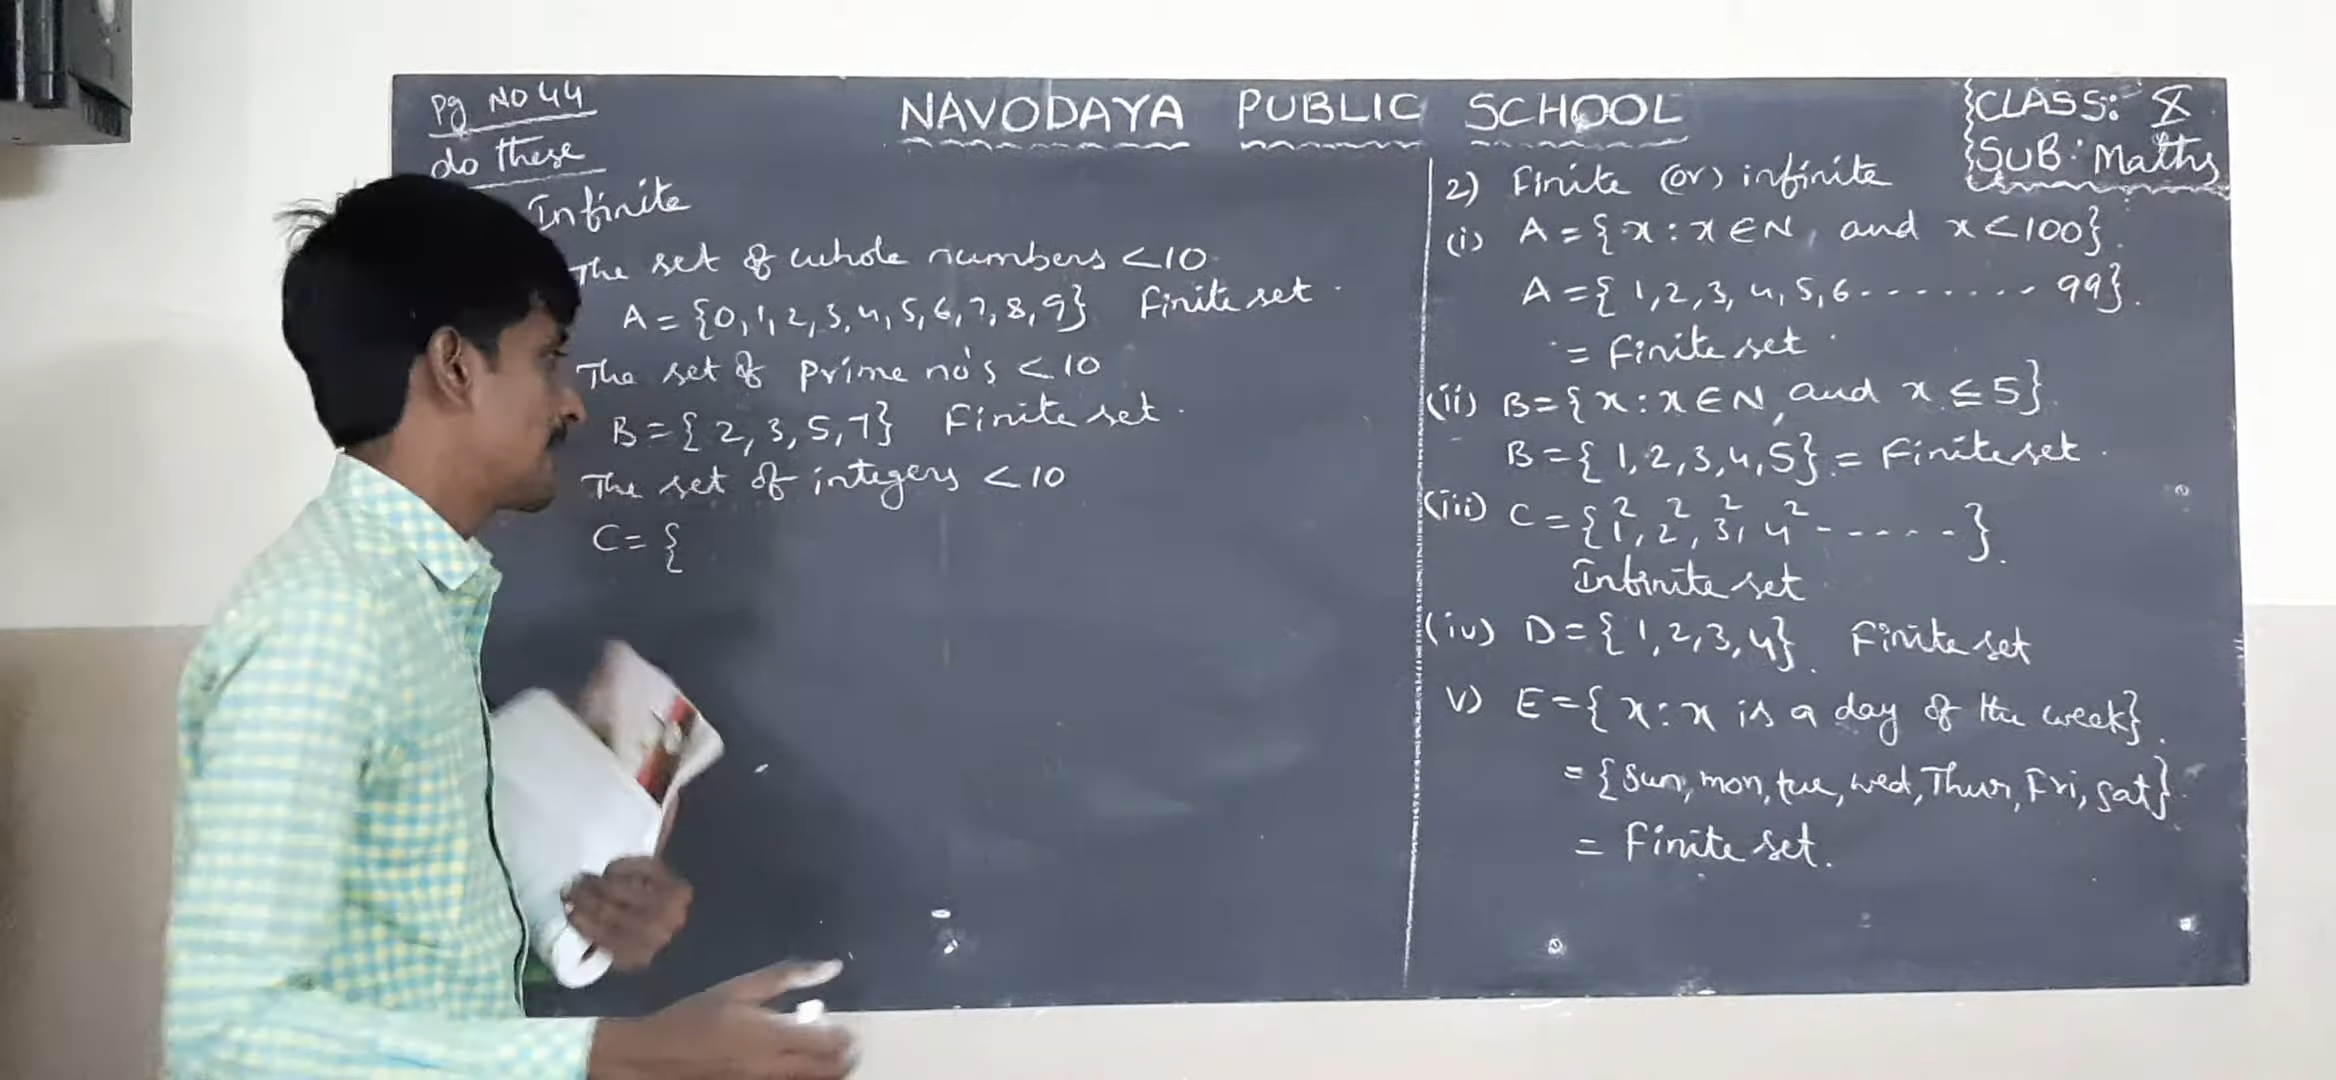 Pg NO 44
do these
NAVODAYA PUBLIC SCHOOL
CLASS: X
SUB: Maths
Infinite
The set of whole numbers <10
A = {0,1,2,3,4,5,6,7,8,9} Finite set.
The set of prime no's < 10
B = {2,3,5,7} Finite set.
The set of integers < 10
C = {
2) Finite (or) infinite
(i) A = {x : x ∈ N, and x < 100}.
A = {1,2,3,4,5,6 - - - - - - - 99}.
= Finite set.
(ii) B = {x : x ∈ N, and x ≤ 5}
B = {1,2,3,4,5} = Finite set.
(iii) C = {1², 2², 3², 4² - - - - -}.
Infinite set
(iv) D = {1,2,3,4}. Finite set
v) E = {x : x is a day of the week}.
= {Sun, mon, tue, wed, Thur, Fri, sat}
= Finite set.